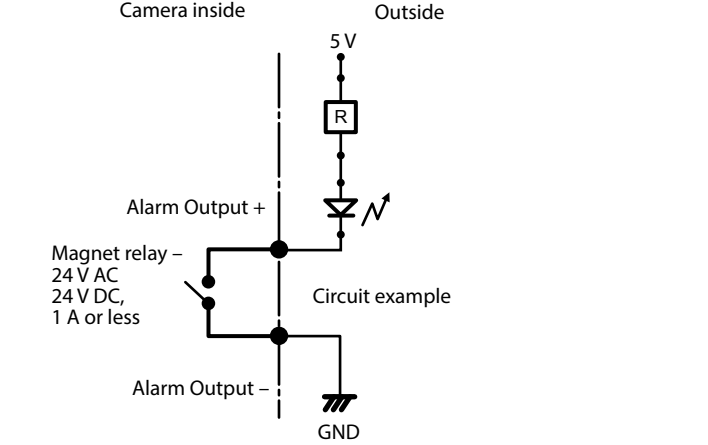 Camera inside
Outside
5 V
R
Alarm Output +
Magnet relay –
24 V AC
24 V DC,
1 A or less
Circuit example
Alarm Output –
GND